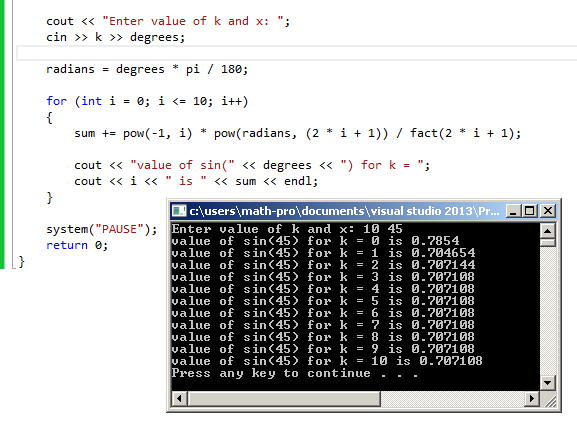 cout << "Enter value of k and x: ";
cin >> k >> degrees;
radians = degrees * pi / 180;
for (int i = 0; i <= 10; i++)
{
sum += pow(-1, i) * pow(radians, (2 * i + 1)) / fact(2 * i + 1);
cout << "value of sin(" << degrees << ") for k = ";
cout << i << " is " << sum << endl;
}
system("PAUSE");
return 0;
}
c:\users\math-pro\documents\visual studio 2013\Pr...
Enter value of k and x: 10 45
value of sin(45) for k = 0 is 0.7854
value of sin(45) for k = 1 is 0.704654
value of sin(45) for k = 2 is 0.707144
value of sin(45) for k = 3 is 0.707108
value of sin(45) for k = 4 is 0.707108
value of sin(45) for k = 5 is 0.707108
value of sin(45) for k = 6 is 0.707108
value of sin(45) for k = 7 is 0.707108
value of sin(45) for k = 8 is 0.707108
value of sin(45) for k = 9 is 0.707108
value of sin(45) for k = 10 is 0.707108
Press any key to continue . . .